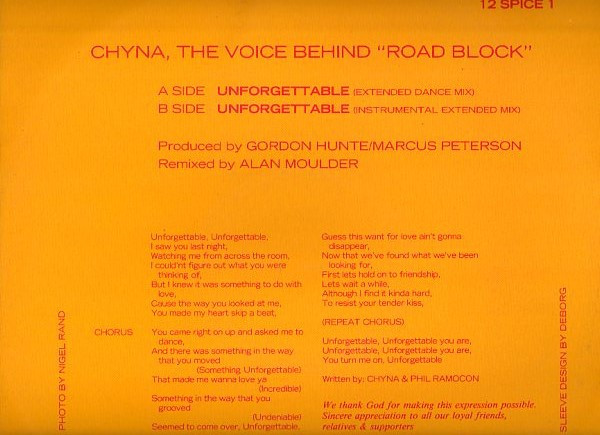 12 SPICE 1
CHYNA, THE VOICE BEHIND "ROAD BLOCK"
A SIDE UNFORGETTABLE (EXTENDED DANCE MIX)
B SIDE UNFORGETTABLE (INSTRUMENTAL EXTENDED MIX)
Produced by GORDON HUNTE/MARCUS PETERSON
Remixed by ALAN MOULDER
Unforgettable, Unforgettable,
I saw you last night,
Watching me from across the room,
I could'nt figure out what you were
thinking of,
But I knew it was something to do with
love,
Cause the way you looked at me,
You made my heart skip a beat,
CHORUS You came right on up and asked me to
dance,
And there was something in the way
that you moved
(Something Unforgettable)
That made me wanna love ya
(Incredible)
Something in the way that you
grooved
(Undeniable)
Seemed to come over, Unforgettable,
Guess this want for love ain't gonna
disappear,
Now that we've found what we've been
looking for,
First lets hold on to friendship,
Lets wait a while,
Although I find it kinda hard,
To resist your tender kiss,
(REPEAT CHORUS)
Unforgettable, Unforgettable you are,
Unforgettable, Unforgettable you are,
You turn me on, Unforgettable
Written by: CHYNA & PHIL RAMOCON
We thank God for making this expression possible.
Sincere appreciation to all our loyal friends,
relatives & supporters
PHOTO BY NIGEL RAND
SLEEVE DESIGN BY DEBORG